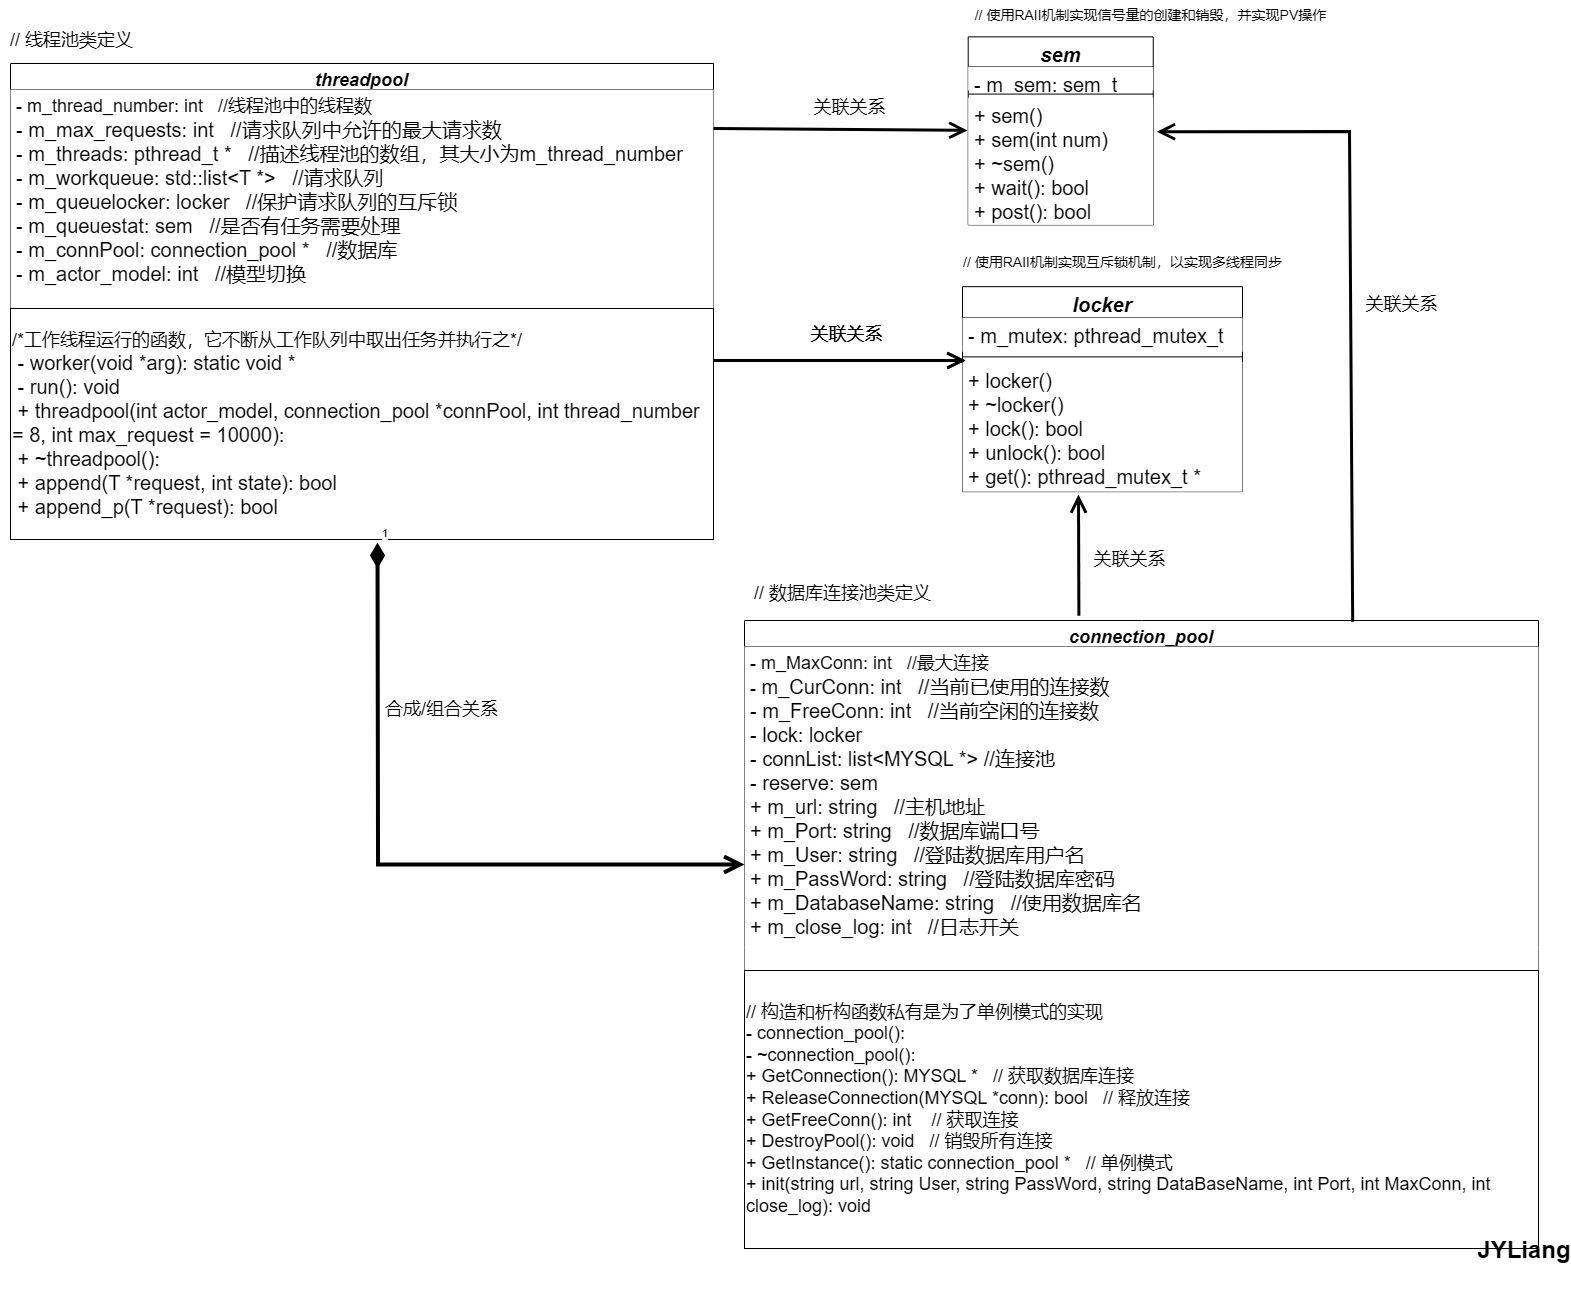 // 线程池类定义
threadpool
- m_thread_number: int   //线程池中的线程数
- m_max_requests: int   //请求队列中允许的最大请求数
- m_threads: pthread_t *   //描述线程池的数组，其大小为m_thread_number
- m_workqueue: std::list<T *>   //请求队列
- m_queuelocker: locker   //保护请求队列的互斥锁
- m_queuestat: sem   //是否有任务需要处理
- m_connPool: connection_pool *   //数据库
- m_actor_model: int   //模型切换
/*工作线程运行的函数，它不断从工作队列中取出任务并执行之*/
- worker(void *arg): static void *
- run(): void
+ threadpool(int actor_model, connection_pool *connPool, int thread_number
= 8, int max_request = 10000):
+ ~threadpool():
+ append(T *request, int state): bool
+ append_p(T *request): bool
1
关联关系
关联关系
// 使用RAII机制实现信号量的创建和销毁，并实现PV操作
sem
- m_sem: sem_t
+ sem()
+ sem(int num)
+ ~sem()
+ wait(): bool
+ post(): bool
// 使用RAII机制实现互斥锁机制，以实现多线程同步
locker
- m_mutex: pthread_mutex_t
+ locker()
+ ~locker()
+ lock(): bool
+ unlock(): bool
+ get(): pthread_mutex_t *
关联关系
关联关系
合成/组合关系
// 数据库连接池类定义
connection_pool
- m_MaxConn: int   //最大连接
- m_CurConn: int   //当前已使用的连接数
- m_FreeConn: int   //当前空闲的连接数
- lock: locker
- connList: list<MYSQL *> //连接池
- reserve: sem
+ m_url: string   //主机地址
+ m_Port: string   //数据库端口号
+ m_User: string   //登陆数据库用户名
+ m_PassWord: string   //登陆数据库密码
+ m_DatabaseName: string   //使用数据库名
+ m_close_log: int   //日志开关
// 构造和析构函数私有是为了单例模式的实现
- connection_pool():
- ~connection_pool():
+ GetConnection(): MYSQL *   // 获取数据库连接
+ ReleaseConnection(MYSQL *conn): bool   // 释放连接
+ GetFreeConn(): int    // 获取连接
+ DestroyPool(): void   // 销毁所有连接
+ GetInstance(): static connection_pool *   // 单例模式
+ init(string url, string User, string PassWord, string DataBaseName, int Port, int MaxConn, int
close_log): void
JYLiang